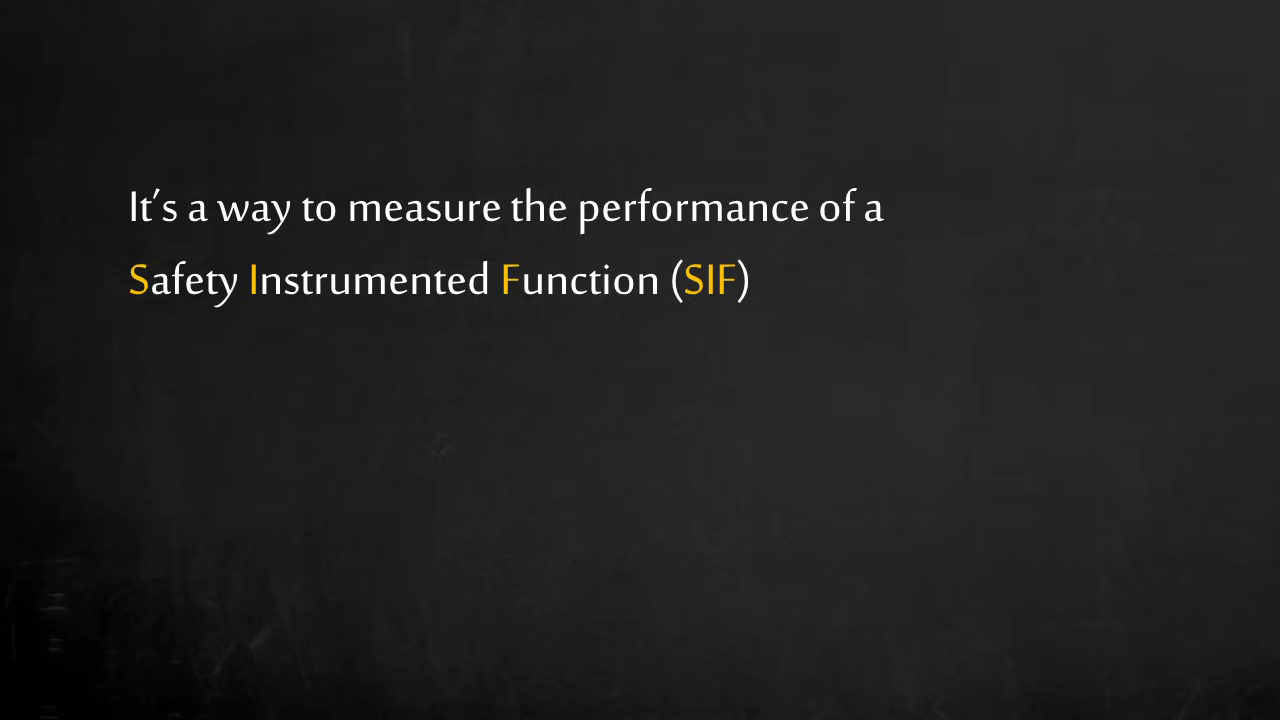 It's a way to measure the performance of a
Safety Instrumented Function (SIF)